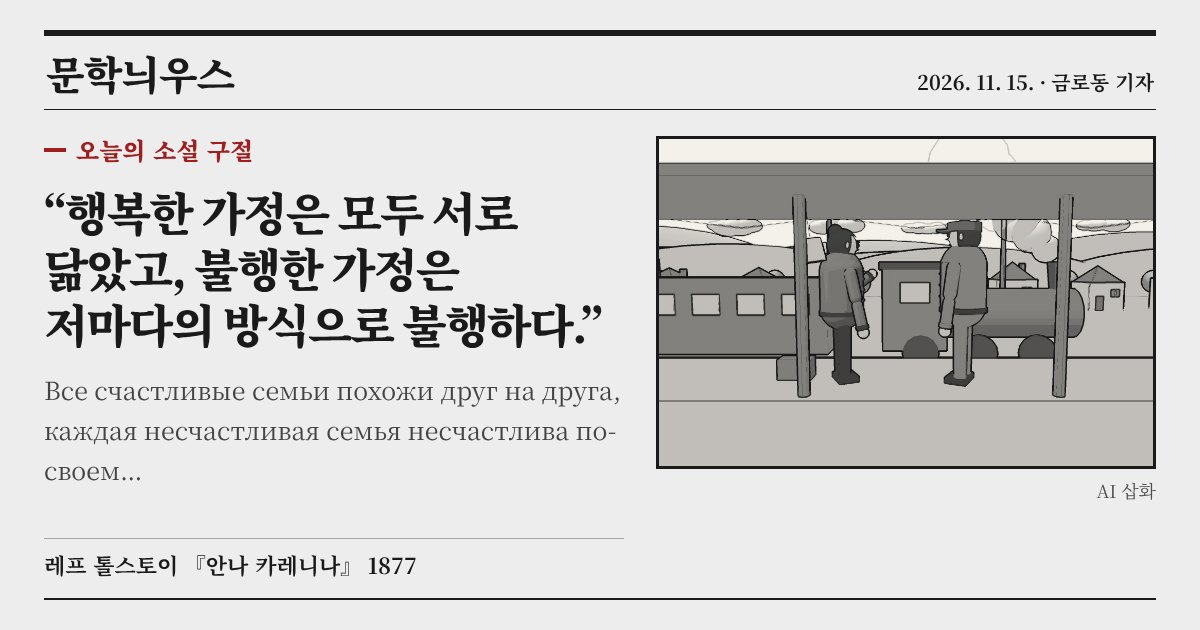 문학늬우스
2026. 11. 15. · 금로동 기자
오늘의 소설 구절
“행복한 가정은 모두 서로
닮았고, 불행한 가정은
저마다의 방식으로 불행하다.”
Все счастливые семьи похожи друг на друга,
каждая несчастливая семья несчастлива по-
своем...
AI 삽화
레프 톨스토이 『안나 카레니나』 1877